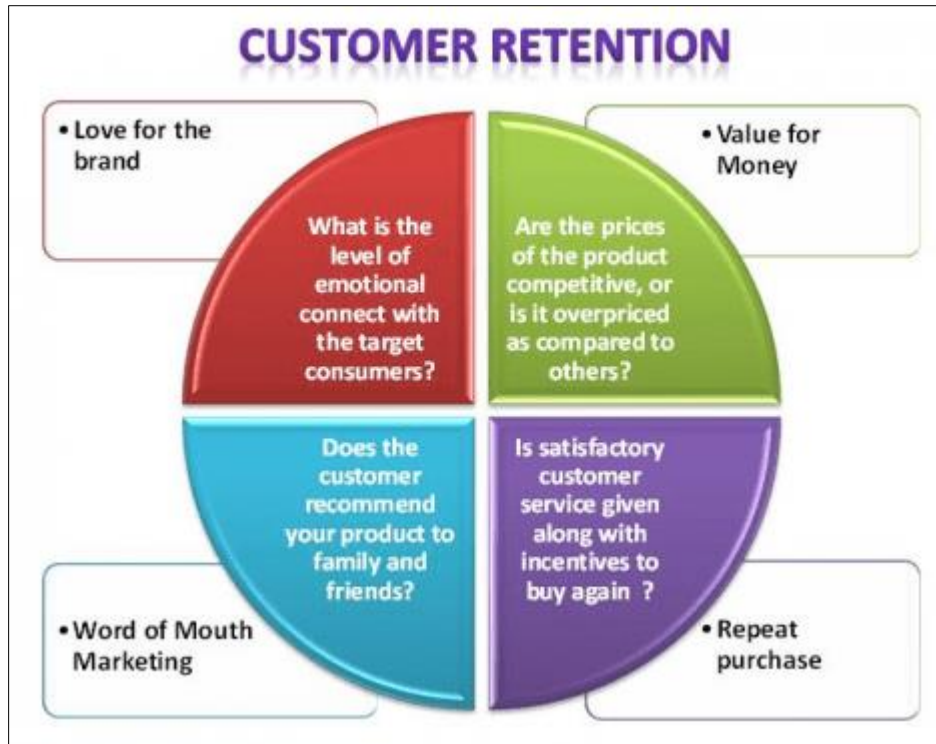 CUSTOMER RETENTION
• Love for the
brand
What is the
level of
emotional
connect with
the target
consumers?
• Value for
Money
Are the prices
of the product
competitive, or
is it overpriced
as compared to
others?
Does the
customer
recommend
your product to
family and
friends?
• Word of Mouth
Marketing
Is satisfactory
customer
service given
along with
incentives to
buy again ?
• Repeat
purchase